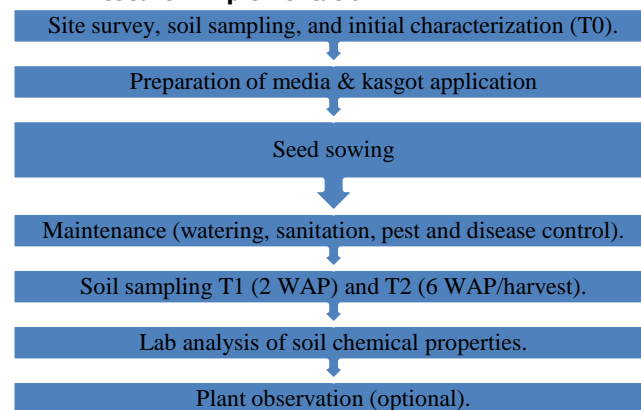 Site survey, soil sampling, and initial characterization (T0).
Preparation of media & kasgot application
Seed sowing
Maintenance (watering, sanitation, pest and disease control).
Soil sampling T1 (2 WAP) and T2 (6 WAP/harvest).
Lab analysis of soil chemical properties.
Plant observation (optional).